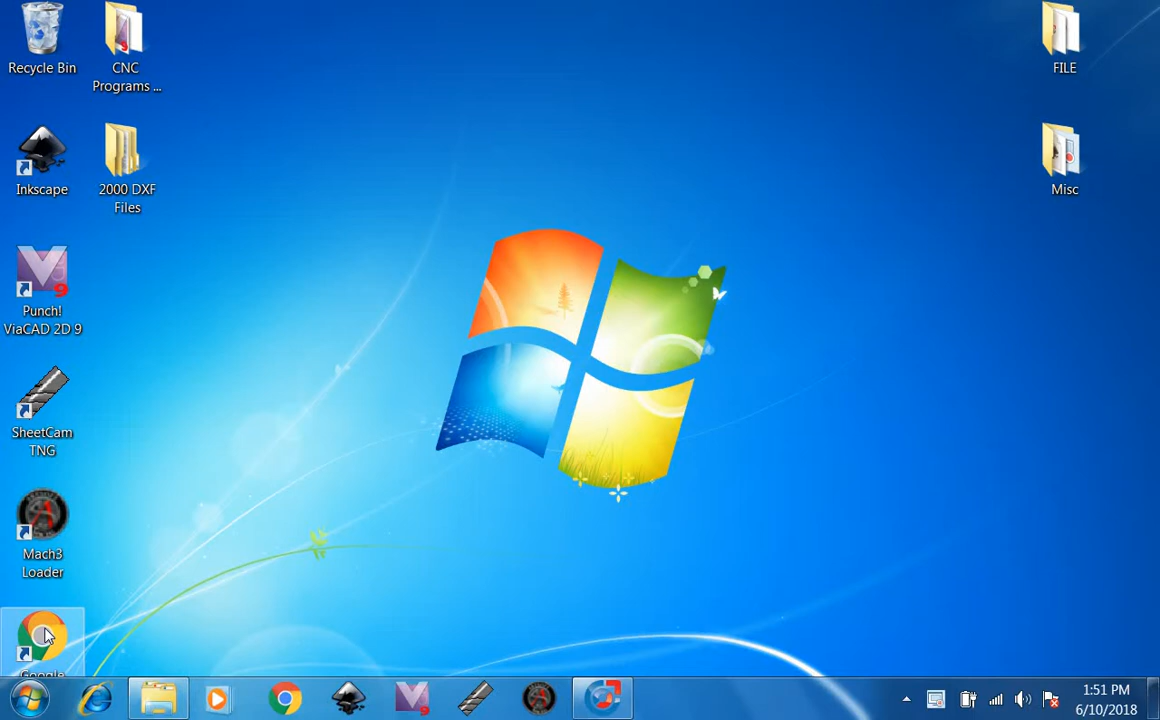 Recycle Bin
CNC
Programs ...
FILE
Inkscape
2000 DXF
Files
Misc
Punch!
ViaCAD 2D 9
SheetCam
TNG
Mach3
Loader
Google
1:51 PM
6/10/2018